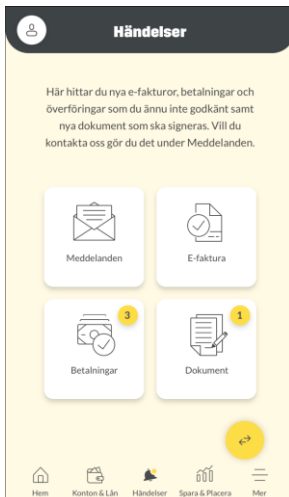 Händelser
Här hittar du nya e-fakturor, betalningar och
överföringar som du ännu inte godkänt samt
nya dokument som ska signeras. Vill du
kontakta oss gör du det under Meddelanden.
Meddelanden
E-faktura
3
1
Betalningar
Dokument
Hem
Konton & Lån
Händelser
Spara & Placera
Mer